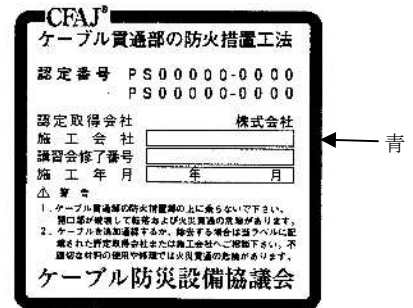 CFAJ®
ケーブル貫通部の防火措置工法
認定番号 PS00000-0000
PS00000-0000
認定取得会社 株式会社
施工会社
講習会修了番号
施工年月 年 月
青
⚠ 警告
1. ケーブル貫通部の防火措置部の上に乗らないで下さい。
開口部が破壊して転落および火災貫通の危険があります。
2. ケーブルを追加通線するか、除去する場合は当ラベルに記
載された認定取得会社または施工会社へご相談下さい。不
適切な材料の使用や修理では火災貫通の危険があります。
ケーブル防災設備協議会